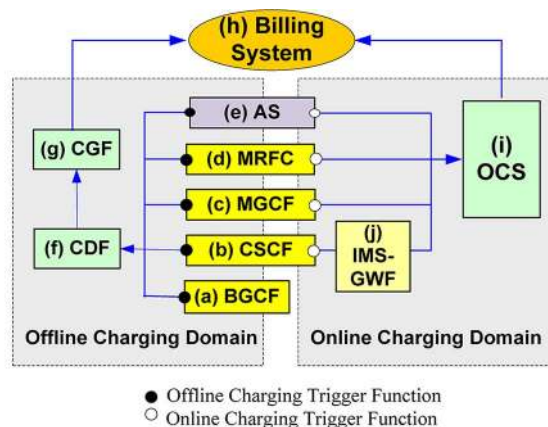 (h) Billing
System
(e) AS
(g) CGF
(d) MRFC
(i)
OCS
(c) MGCF
(f) CDF
(b) CSCF
(j)
IMS-
GWF
(a) BGCF
Offline Charging Domain
Online Charging Domain
Offline Charging Trigger Function
Online Charging Trigger Function